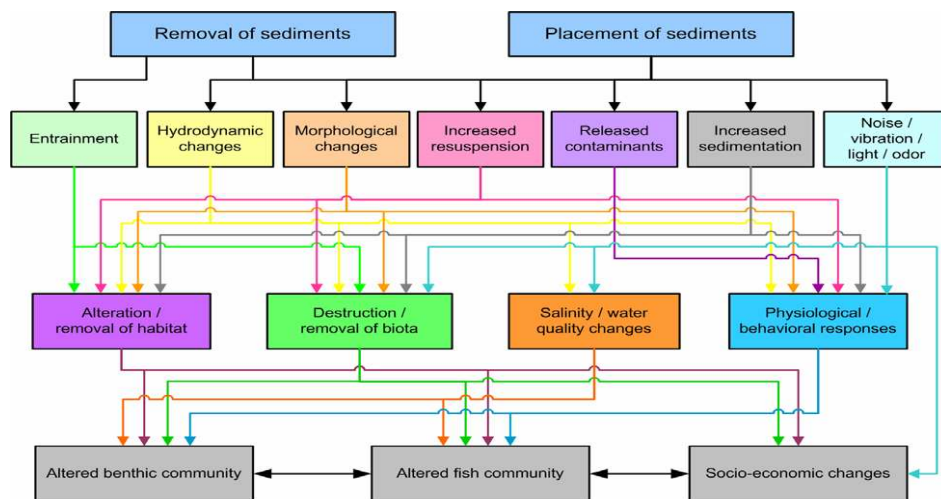 Removal of sediments
Placement of sediments
Entrainment
Hydrodynamic
changes
Morphological
changes
Increased
resuspension
Released
contaminants
Increased
sedimentation
Noise /
vibration
/ light / odor
Alteration /
removal of habitat
Destruction /
removal of biota
Salinity / water
quality changes
Physiological /
behavioral responses
Altered benthic community
Altered fish community
Socio-economic changes